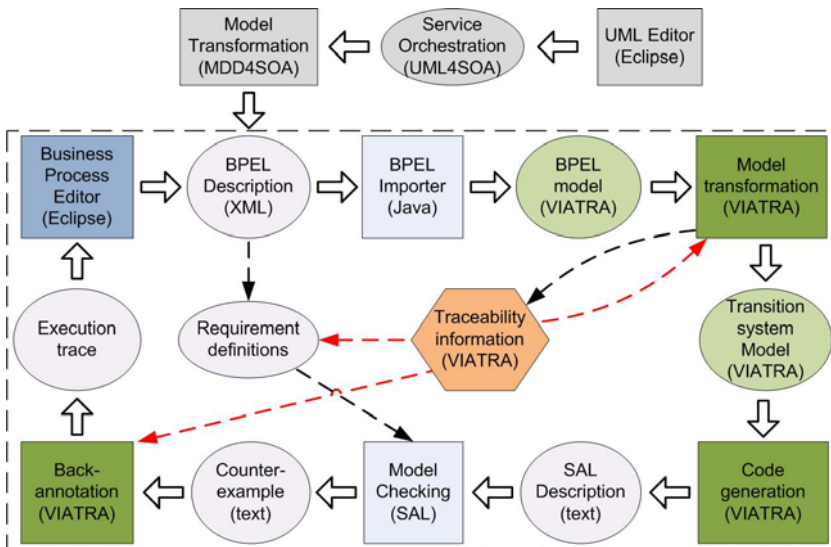 Model
Transformation
(MDD4SOA)
Service
Orchestration
(UML4SOA)
UML Editor
(Eclipse)
Business
Process
Editor
(Eclipse)
BPEL
Description
(XML)
BPEL
Importer
(Java)
BPEL
model
(VIATRA)
Model
transformation
(VIATRA)
Execution
trace
Requirement
definitions
Traceability
information
(VIATRA)
Transition
system
Model
(VIATRA)
Back-
annotation
(VIATRA)
Counter-
example
(text)
Model
Checking
(SAL)
SAL
Description
(text)
Code
generation
(VIATRA)